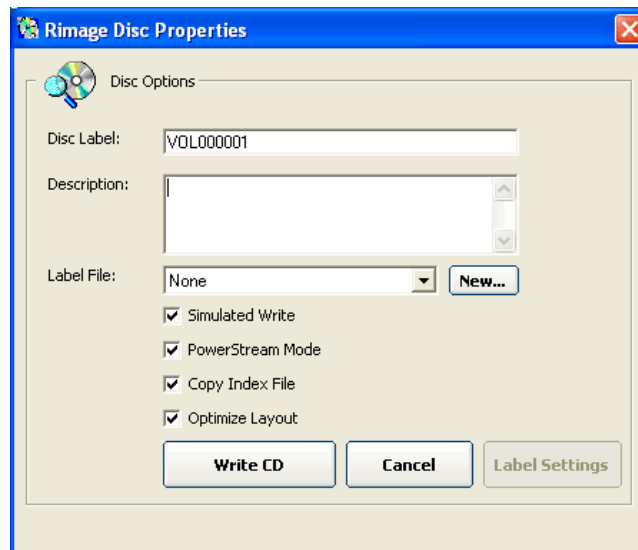 Rimage Disc Properties
Disc Options
Disc Label: VOL000001
Description:
Label File: None New...
Simulated Write
PowerStream Mode
Copy Index File
Optimize Layout
Write CD Cancel Label Settings